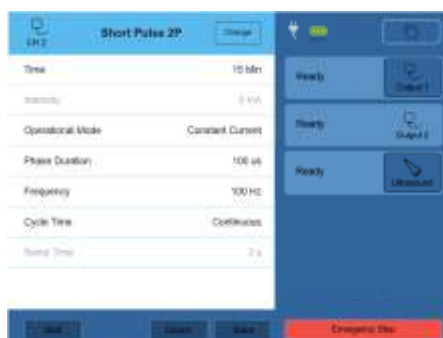 CH 2
Short Pulse 2P
Change
Time 15 Min
Intensity 0 mA
Operational Mode Constant Current
Phase Duration 100 us
Frequency 100 Hz
Cycle Time Continuous
Ramp Time 2 s
Ready
Output 1
Ready
Output 2
Ready
Ultrasound
Back
Start
Emergency Stop